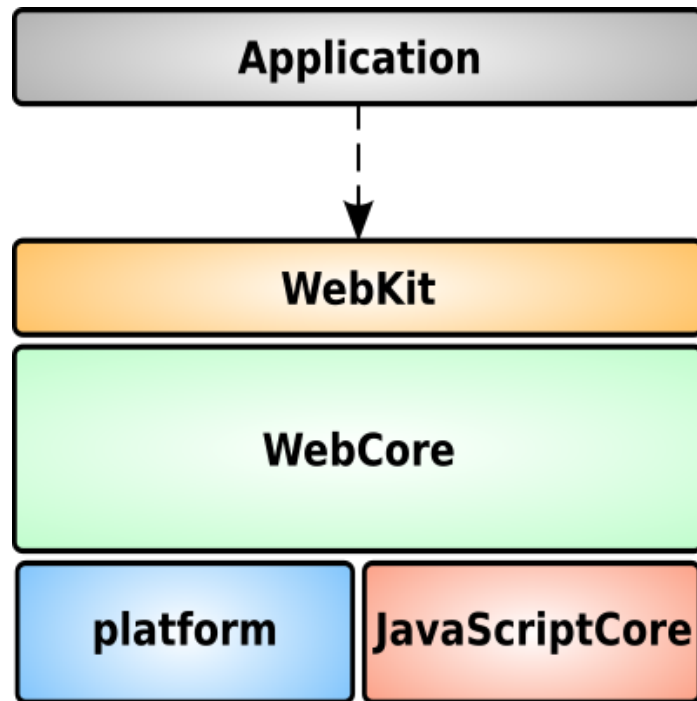 Application
WebKit
WebCore
platform
JavaScriptCore